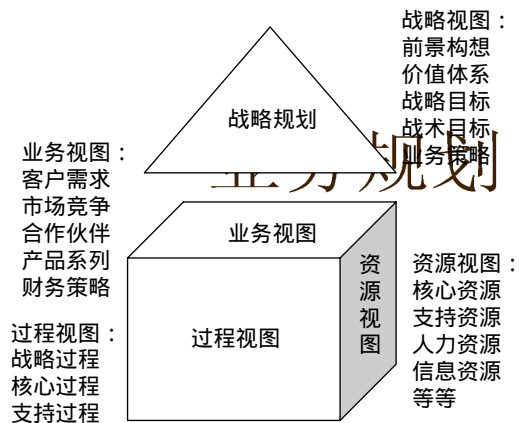 战略视图：
前景构想
价值体系
战略目标
战术目标
业务策略
战略规划
业务规划
业务视图：
客户需求
市场竞争
合作伙伴
产品系列
财务策略
业务视图
过程视图
资源视图
资源视图：
核心资源
支持资源
人力资源
信息资源
等等
过程视图：
战略过程
核心过程
支持过程